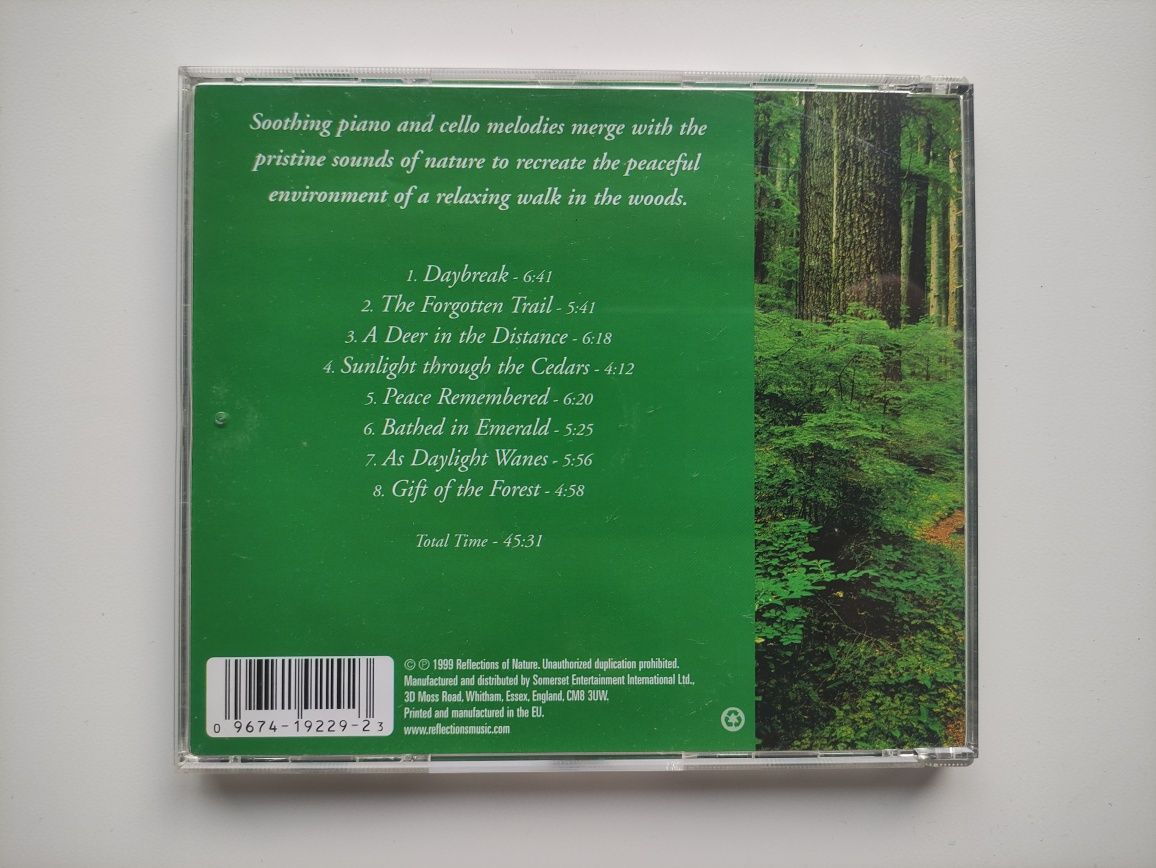 Soothing piano and cello melodies merge with the
pristine sounds of nature to recreate the peaceful
environment of a relaxing walk in the woods.
1. Daybreak - 6:41
2. The Forgotten Trail - 5:41
3. A Deer in the Distance - 6:18
4. Sunlight through the Cedars - 4:12
5. Peace Remembered - 6:20
6. Bathed in Emerald - 5:25
7. As Daylight Wanes - 5:56
8. Gift of the Forest - 4:58
Total Time - 45:31
© ℗ 1999 Reflections of Nature. Unauthorized duplication prohibited.
Manufactured and distributed by Somerset Entertainment International Ltd.,
3D Moss Road, Whitham, Essex, England, CM8 3UW.
Printed and manufactured in the EU.
www.reflectionsmusic.com
0 9674-19229-2 3